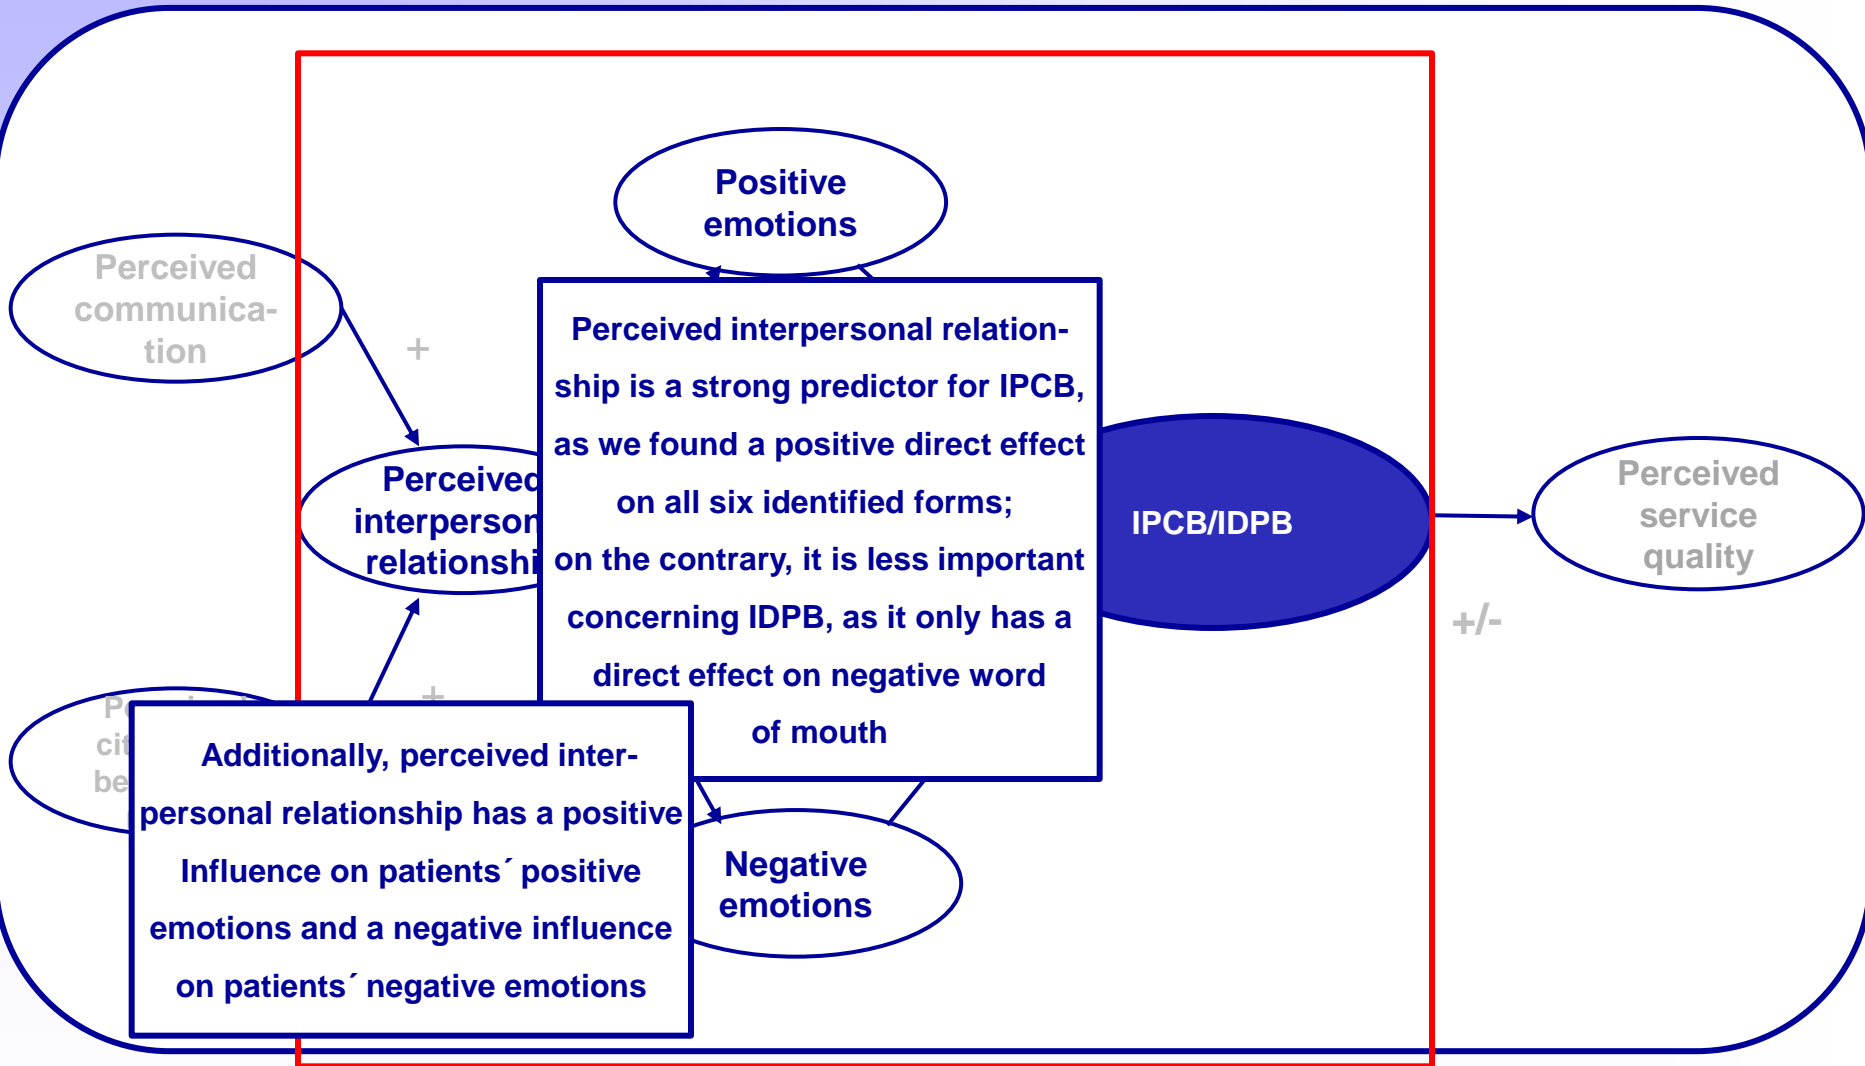 Positive
emotions
Perceived
communica-
tion
+
Perceived interpersonal relation-
ship is a strong predictor for IPCB,
as we found a positive direct effect
on all six identified forms;
on the contrary, it is less important
concerning IDPB, as it only has a
direct effect on negative word
of mouth
Perceived
interperson
relationshi
IPCB/IDPB
Perceived
service
quality
+/-
+
Additionally, perceived inter-
personal relationship has a positive
Influence on patients´ positive
emotions and a negative influence
on patients´ negative emotions
Negative
emotions